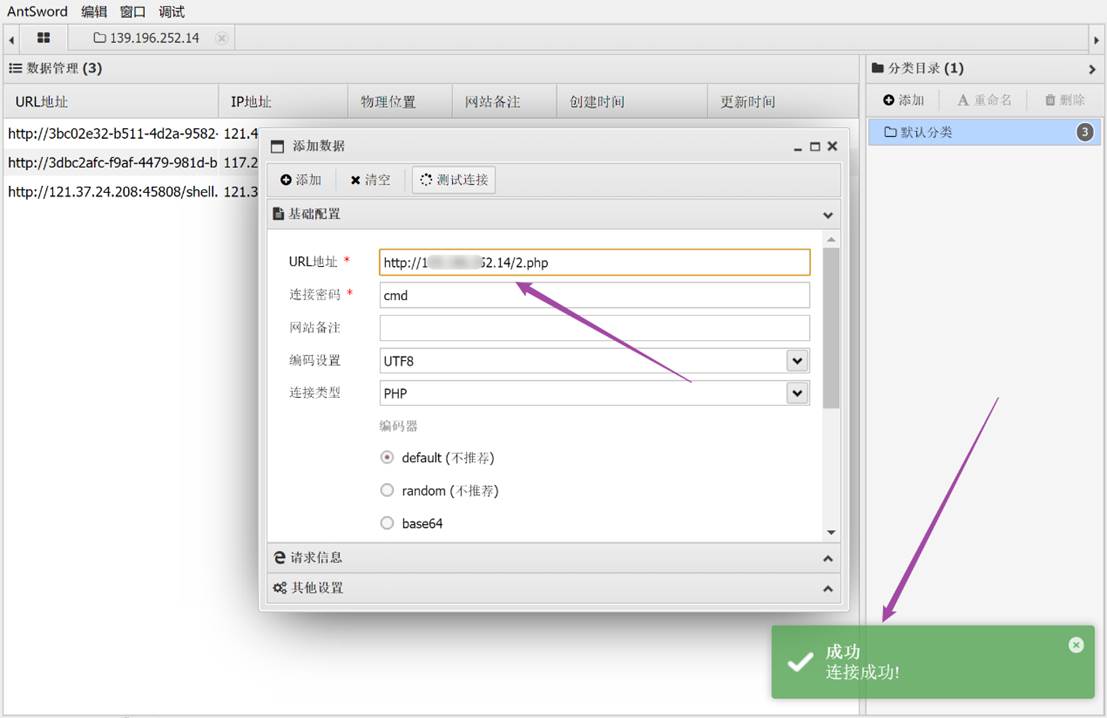 AntSword 编辑 窗口 调试
139.196.252.14
数据管理 (3)
分类目录 (1)
URL地址 IP地址 物理位置 网站备注 创建时间 更新时间
添加 重命名 删除
http://3bc02e32-b511-4d2a-9582- 121.4
默认分类 3
http://3dbc2afc-f9af-4479-981d-b 117.2
http://121.37.24.208:45808/shell. 121.3
添加数据
添加 清空 测试连接
基础配置
URL地址 * http://1 52.14/2.php
连接密码 * cmd
网站备注
编码设置 UTF8
连接类型 PHP
编码器
default (不推荐)
random (不推荐)
base64
请求信息
其他设置
成功
连接成功!